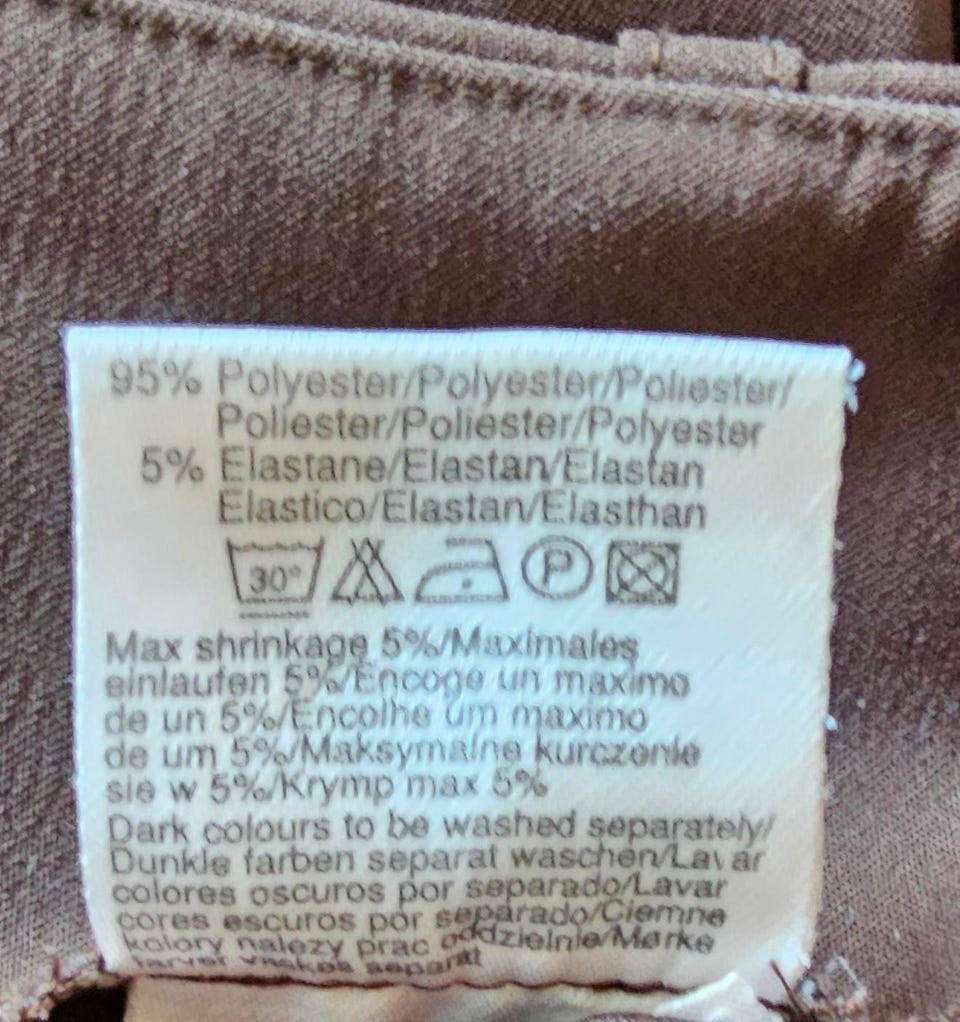 95% Polyester/Polyester/Poliester/
Poliester/Poliester/Polyester
5% Elastane/Elastan/Elastan
Elastico/Elastan/Elasthan
30° P
Max shrinkage 5%/Maximales
einlaufen 5%/Encoge un maximo
de un 5%/Encolhe um maximo
de um 5%/Maksymalne kurczenie
sie w 5%/Krymp max 5%
Dark colours to be washed separately/
Dunkle farben separat waschen/Lavar
colores oscuros por separado/Lavar
cores escuros por separado/Ciemne
kolory nalezy prac oddzielnie/Mørke
farver vaskes separat